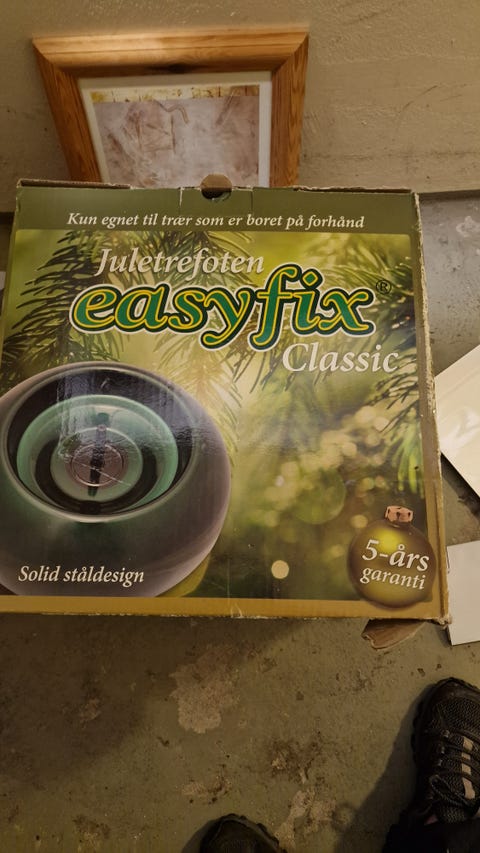 Kun egnet til trær som er boret på forhånd
Juletrefoten
easyfix®
Classic
Solid ståldesign
5-års
garanti